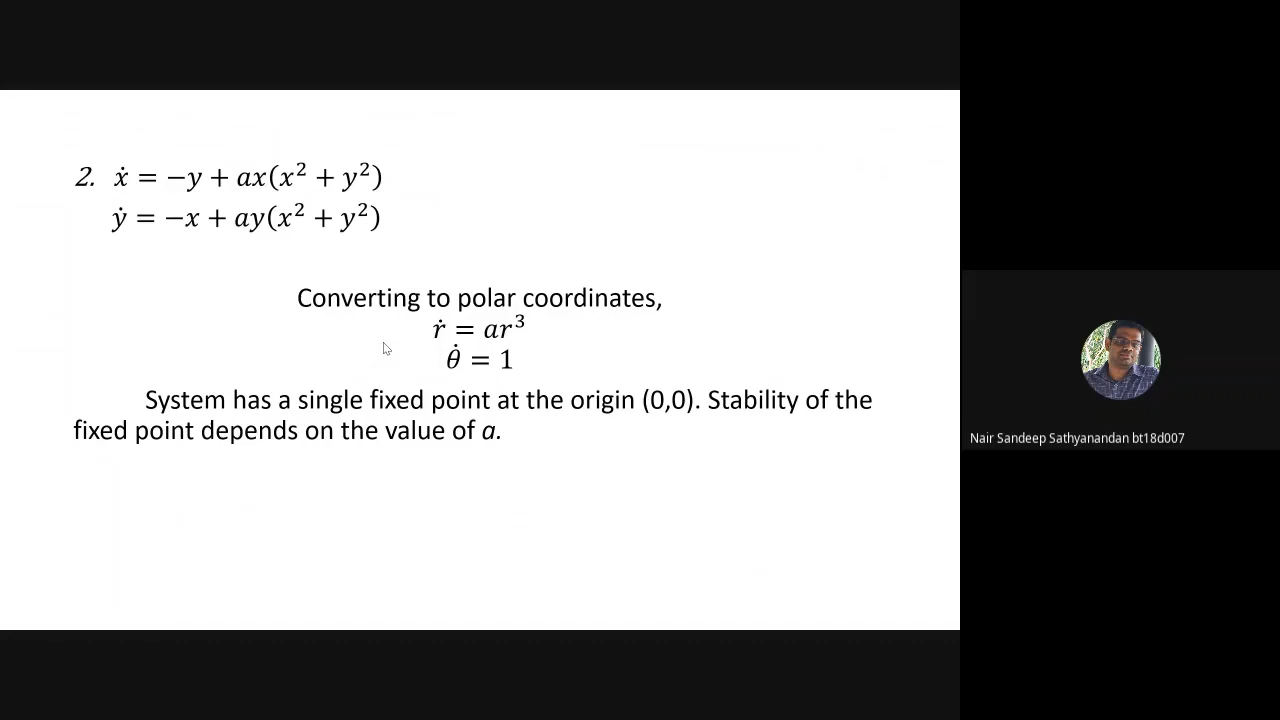 2. ẋ = −y + ax(x² + y²)
ẏ = −x + ay(x² + y²)
Converting to polar coordinates,
ṙ = ar³
θ̇ = 1
System has a single fixed point at the origin (0,0). Stability of the
fixed point depends on the value of a.
Nair Sandeep Sathyanandan bt18d007